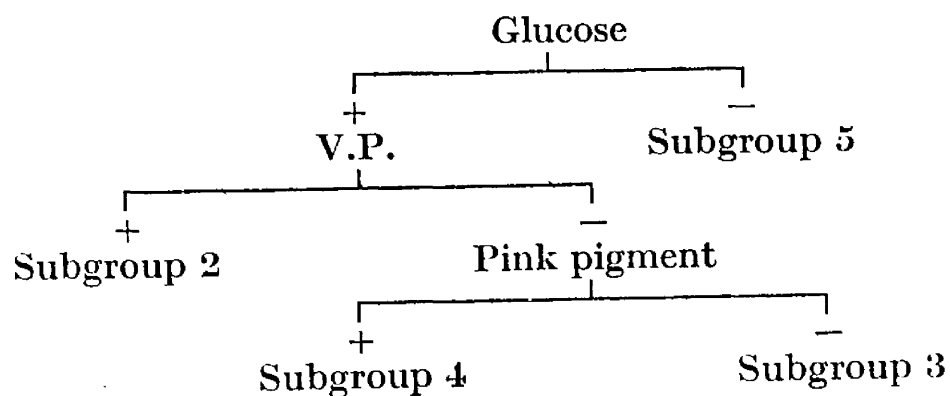 Glucose
+ −
V.P. Subgroup 5
+ −
Subgroup 2 Pink pigment
+ −
Subgroup 4 Subgroup 3